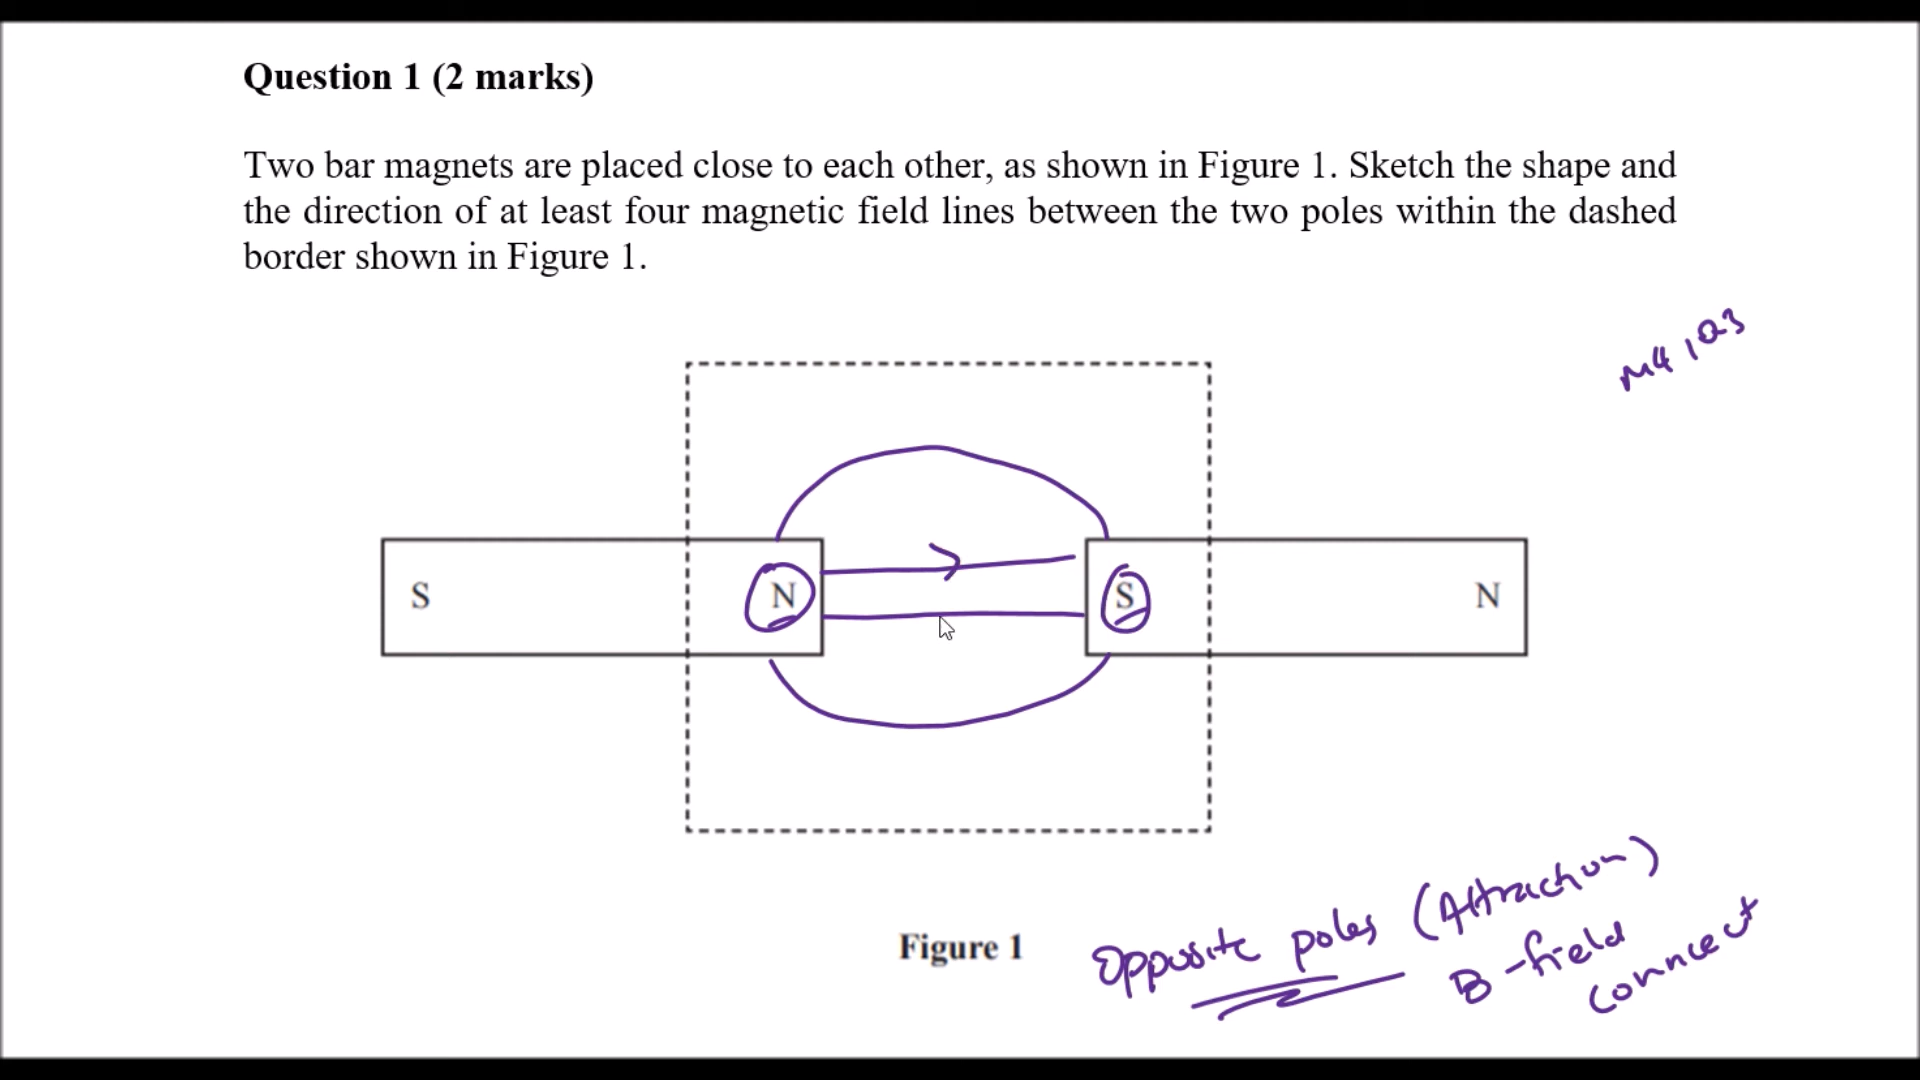 Question 1 (2 marks)
Two bar magnets are placed close to each other, as shown in Figure 1. Sketch the shape and
the direction of at least four magnetic field lines between the two poles within the dashed
border shown in Figure 1.
M4, Q3
S N S N
Figure 1
Opposite poles (Attraction)
B-field
connect